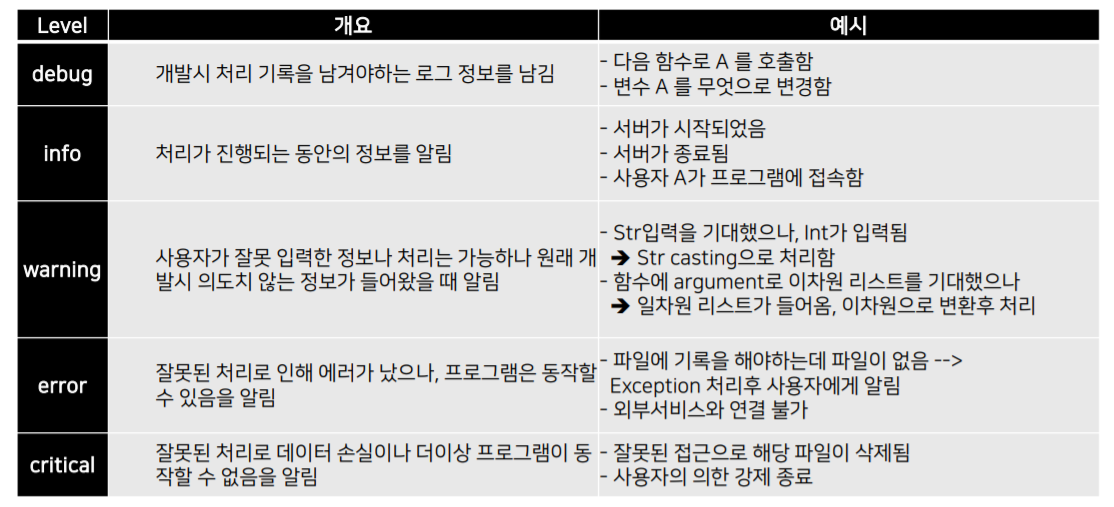 Level 개요 예시
debug 개발시 처리 기록을 남겨야하는 로그 정보를 남김 - 다음 함수로 A 를 호출함
- 변수 A 를 무엇으로 변경함
info 처리가 진행되는 동안의 정보를 알림 - 서버가 시작되었음
- 서버가 종료됨
- 사용자 A가 프로그램에 접속함
warning 사용자가 잘못 입력한 정보나 처리는 가능하나 원래 개
발시 의도치 않는 정보가 들어왔을 때 알림
- Str입력을 기대했으나, Int가 입력됨
➔ Str casting으로 처리함
- 함수에 argument로 이차원 리스트를 기대했으나
➔ 일차원 리스트가 들어옴, 이차원으로 변환후 처리
error 잘못된 처리로 인해 에러가 났으나, 프로그램은 동작할
수 있음을 알림
- 파일에 기록을 해야하는데 파일이 없음 -->
Exception 처리후 사용자에게 알림
- 외부서비스와 연결 불가
critical 잘못된 처리로 데이터 손실이나 더이상 프로그램이 동
작할 수 없음을 알림
- 잘못된 접근으로 해당 파일이 삭제됨
- 사용자의 의한 강제 종료